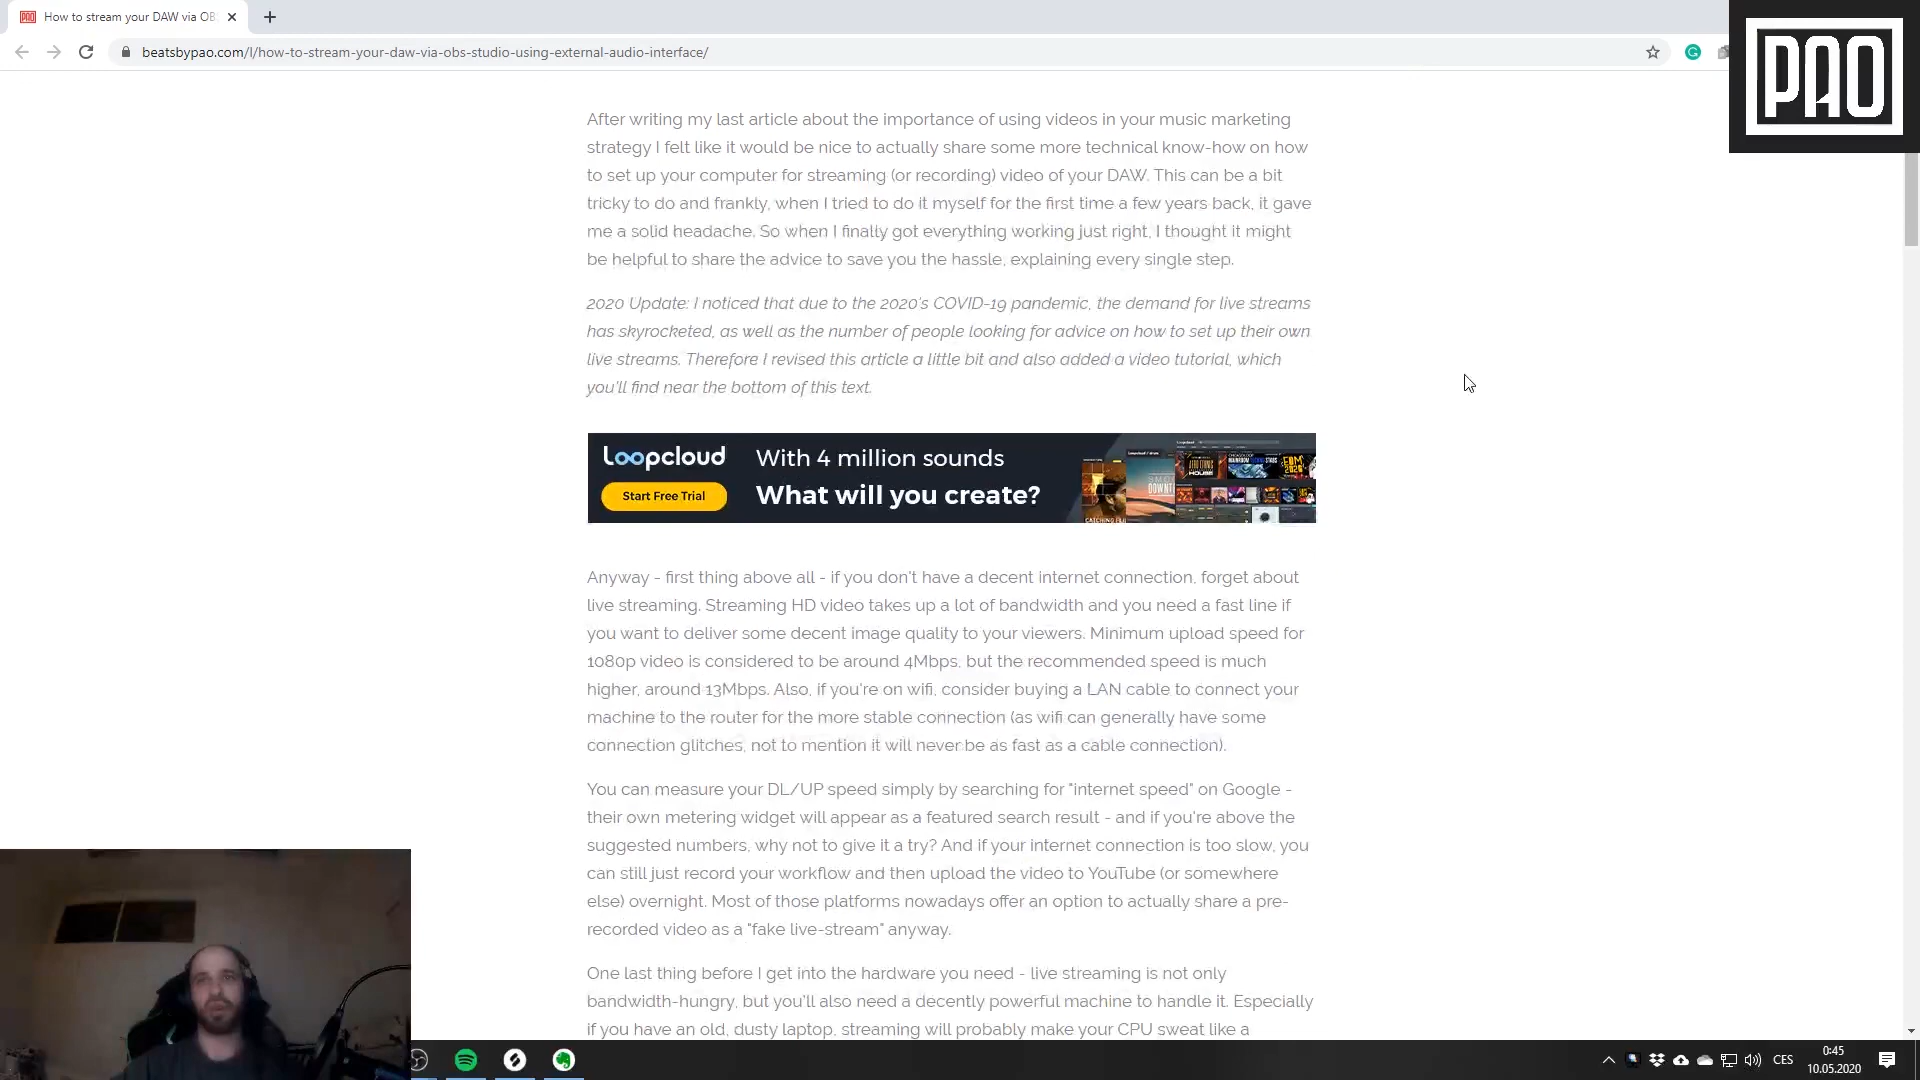 How to stream your DAW via OB
PAO
beatsbypao.com/l/how-to-stream-your-daw-via-obs-studio-using-external-audio-interface/
After writing my last article about the importance of using videos in your music marketing
strategy I felt like it would be nice to actually share some more technical know-how on how
to set up your computer for streaming (or recording) video of your DAW. This can be a bit
tricky to do and frankly, when I tried to do it myself for the first time a few years back, it gave
me a solid headache. So when I finally got everything working just right, I thought it might
be helpful to share the advice to save you the hassle, explaining every single step.
2020 Update: I noticed that due to the 2020's COVID-19 pandemic, the demand for live streams
has skyrocketed, as well as the number of people looking for advice on how to set up their own
live streams. Therefore I revised this article a little bit and also added a video tutorial, which
you'll find near the bottom of this text.
Loopcloud
With 4 million sounds
Start Free Trial
What will you create?
Anyway - first thing above all - if you don't have a decent internet connection, forget about
live streaming. Streaming HD video takes up a lot of bandwidth and you need a fast line if
you want to deliver some decent image quality to your viewers. Minimum upload speed for
1080p video is considered to be around 4Mbps, but the recommended speed is much
higher, around 13Mbps. Also, if you're on wifi, consider buying a LAN cable to connect your
machine to the router for the more stable connection (as wifi can generally have some
connection glitches, not to mention it will never be as fast as a cable connection).
You can measure your DL/UP speed simply by searching for "internet speed" on Google -
their own metering widget will appear as a featured search result - and if you're above the
suggested numbers, why not to give it a try? And if your internet connection is too slow, you
can still just record your workflow and then upload the video to YouTube (or somewhere
else) overnight. Most of those platforms nowadays offer an option to actually share a pre-
recorded video as a "fake live-stream" anyway.
One last thing before I get into the hardware you need - live streaming is not only
bandwidth-hungry, but you'll also need a decently powerful machine to handle it. Especially
if you have an old, dusty laptop, streaming will probably make your CPU sweat like a
CES
0:45
10.05.2020